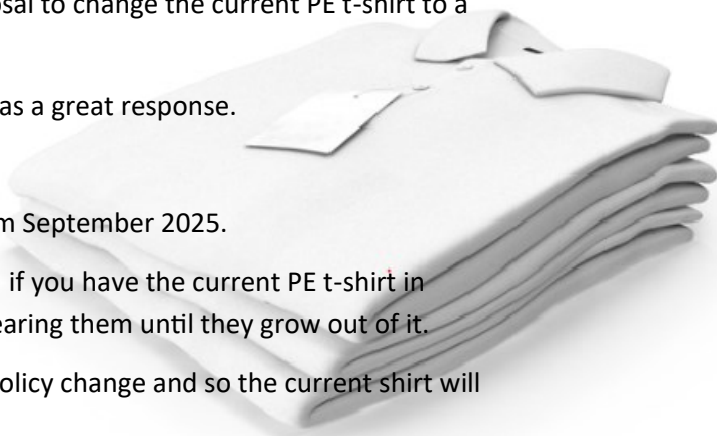 osal to change the current PE t-shirt to a
as a great response.
m September 2025.
if you have the current PE t-shirt in
earing them until they grow out of it.
olicy change and so the current shirt will